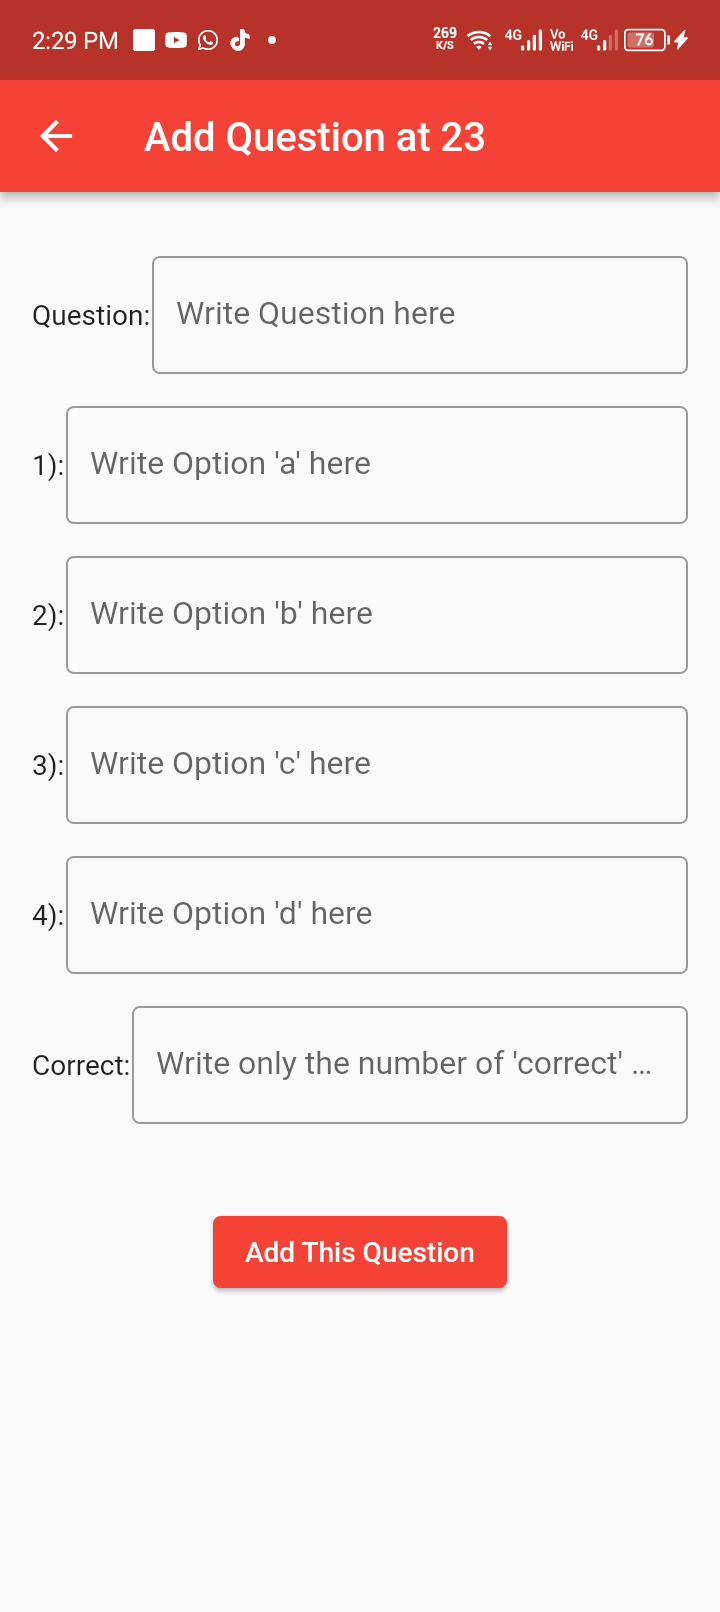 2:29 PM 269 K/S 4G Vo WiFi 4G 76
Add Question at 23
Question: Write Question here
1): Write Option 'a' here
2): Write Option 'b' here
3): Write Option 'c' here
4): Write Option 'd' here
Correct: Write only the number of 'correct' ...
Add This Question